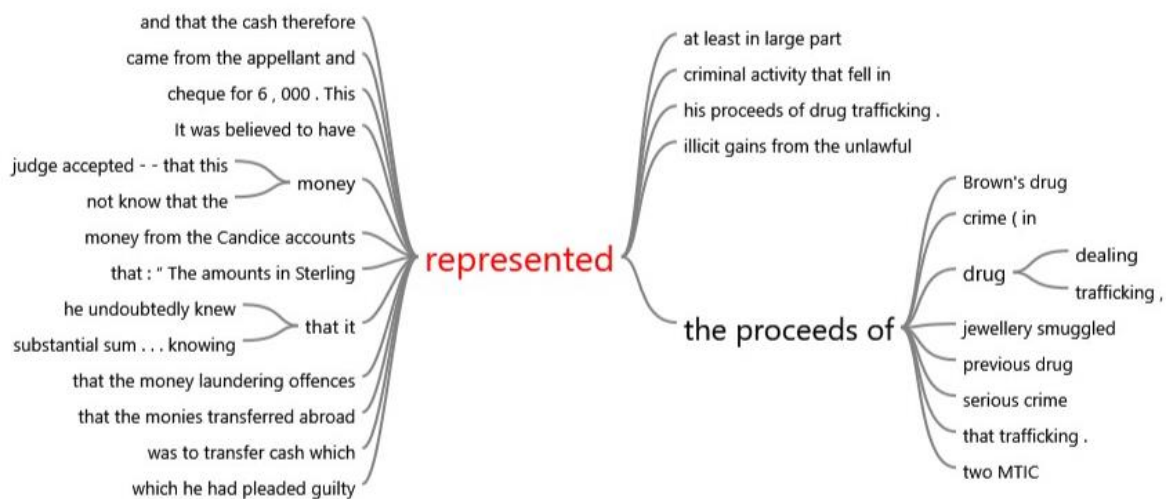 and that the cash therefore
came from the appellant and
cheque for 6 , 000 . This
It was believed to have
judge accepted - - that this
not know that the
money
money from the Candice accounts
that : " The amounts in Sterling
he undoubtedly knew
substantial sum . . . knowing
that it
that the money laundering offences
that the monies transferred abroad
was to transfer cash which
which he had pleaded guilty
represented
at least in large part
criminal activity that fell in
his proceeds of drug trafficking .
illicit gains from the unlawful
the proceeds of
Brown's drug
crime ( in
drug
dealing
trafficking ,
jewellery smuggled
previous drug
serious crime
that trafficking .
two MTIC